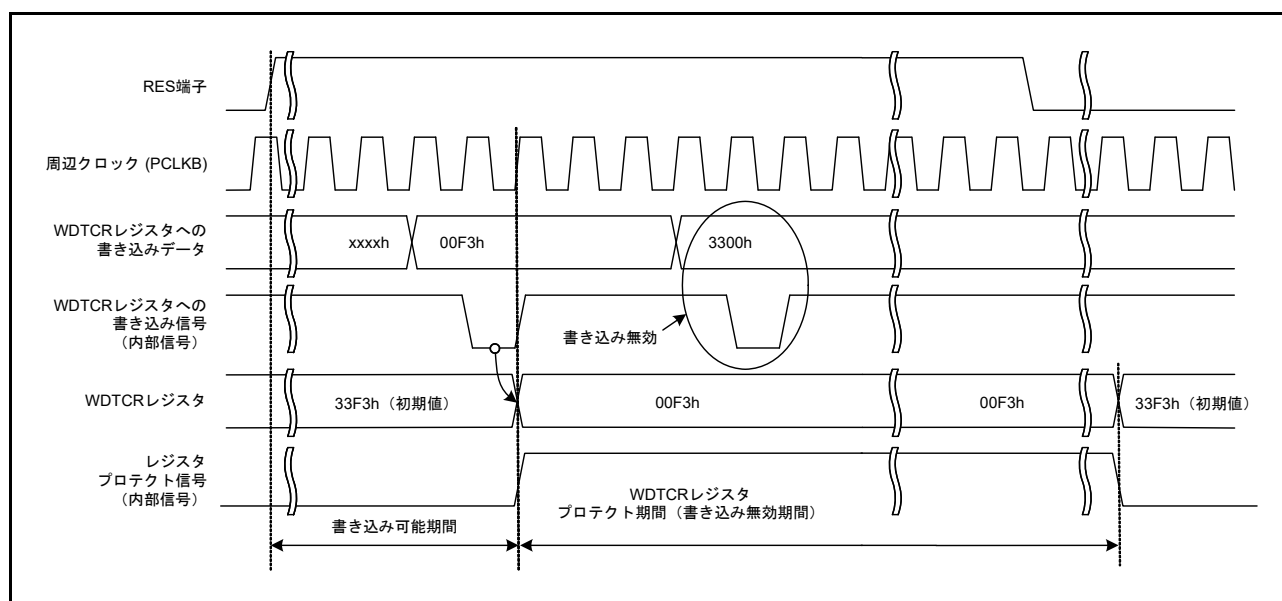 RES端子
周辺クロック (PCLKB)
WDTCRレジスタへの
書き込みデータ
xxxxh
00F3h
3300h
WDTCRレジスタへの
書き込み信号
（内部信号）
書き込み無効
WDTCRレジスタ
33F3h（初期値）
00F3h
00F3h
33F3h（初期値）
レジスタ
プロテクト信号
（内部信号）
WDTCRレジスタ
プロテクト期間（書き込み無効期間）
書き込み可能期間